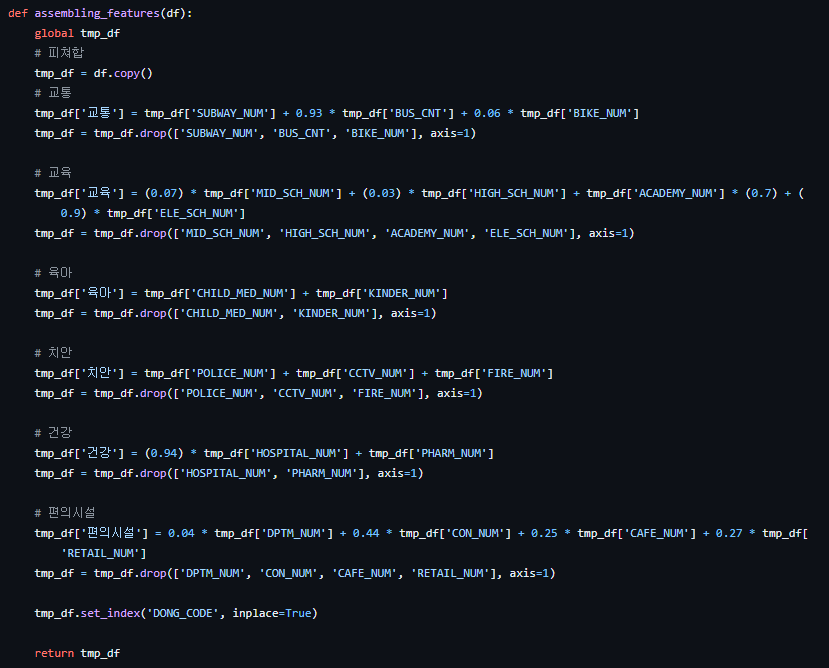 def assembling_features(df):
    global tmp_df
    # 피쳐합
    tmp_df = df.copy()
    # 교통
    tmp_df['교통'] = tmp_df['SUBWAY_NUM'] + 0.93 * tmp_df['BUS_CNT'] + 0.06 * tmp_df['BIKE_NUM']
    tmp_df = tmp_df.drop(['SUBWAY_NUM', 'BUS_CNT', 'BIKE_NUM'], axis=1)

    # 교육
    tmp_df['교육'] = (0.07) * tmp_df['MID_SCH_NUM'] + (0.03) * tmp_df['HIGH_SCH_NUM'] + tmp_df['ACADEMY_NUM'] * (0.7) + (
        0.9) * tmp_df['ELE_SCH_NUM']
    tmp_df = tmp_df.drop(['MID_SCH_NUM', 'HIGH_SCH_NUM', 'ACADEMY_NUM', 'ELE_SCH_NUM'], axis=1)

    # 육아
    tmp_df['육아'] = tmp_df['CHILD_MED_NUM'] + tmp_df['KINDER_NUM']
    tmp_df = tmp_df.drop(['CHILD_MED_NUM', 'KINDER_NUM'], axis=1)

    # 치안
    tmp_df['치안'] = tmp_df['POLICE_NUM'] + tmp_df['CCTV_NUM'] + tmp_df['FIRE_NUM']
    tmp_df = tmp_df.drop(['POLICE_NUM', 'CCTV_NUM', 'FIRE_NUM'], axis=1)

    # 건강
    tmp_df['건강'] = (0.94) * tmp_df['HOSPITAL_NUM'] + tmp_df['PHARM_NUM']
    tmp_df = tmp_df.drop(['HOSPITAL_NUM', 'PHARM_NUM'], axis=1)

    # 편의시설
    tmp_df['편의시설'] = 0.04 * tmp_df['DPTM_NUM'] + 0.44 * tmp_df['CON_NUM'] + 0.25 * tmp_df['CAFE_NUM'] + 0.27 * tmp_df[
        'RETAIL_NUM']
    tmp_df = tmp_df.drop(['DPTM_NUM', 'CON_NUM', 'CAFE_NUM', 'RETAIL_NUM'], axis=1)

    tmp_df.set_index('DONG_CODE', inplace=True)

    return tmp_df